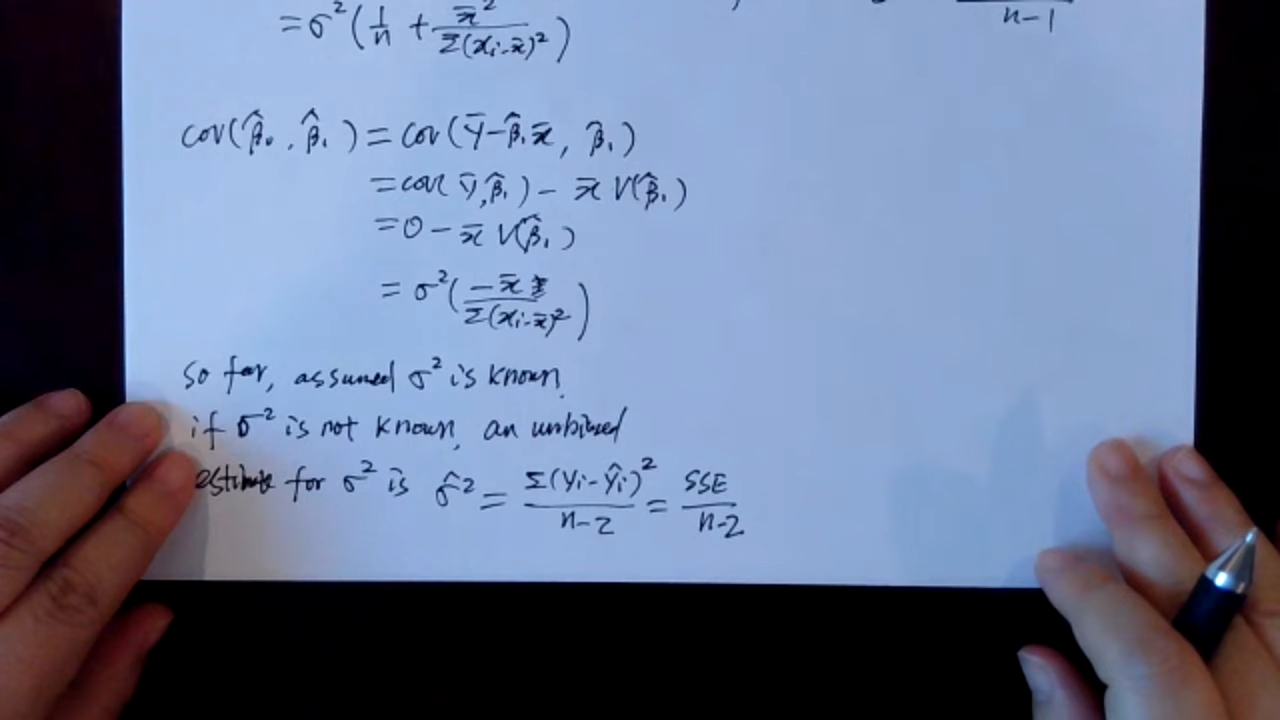 = σ²(1/n + x̄²/Σ(xᵢ-x̄)²)
n-1
cov(β̂₀, β̂₁) = cov(ȳ-β̂₁x̄, β̂₁)
= cov(ȳ, β̂₁) - x̄ V(β̂₁)
= 0 - x̄ V(β̂₁)
= σ²(-x̄/Σ(xᵢ-x̄)²)
So far, assumed σ² is known.
if σ² is not known, an unbiased
estimate for σ² is σ̂² = Σ(yᵢ-ŷᵢ)²/n-2 = SSE/n-2